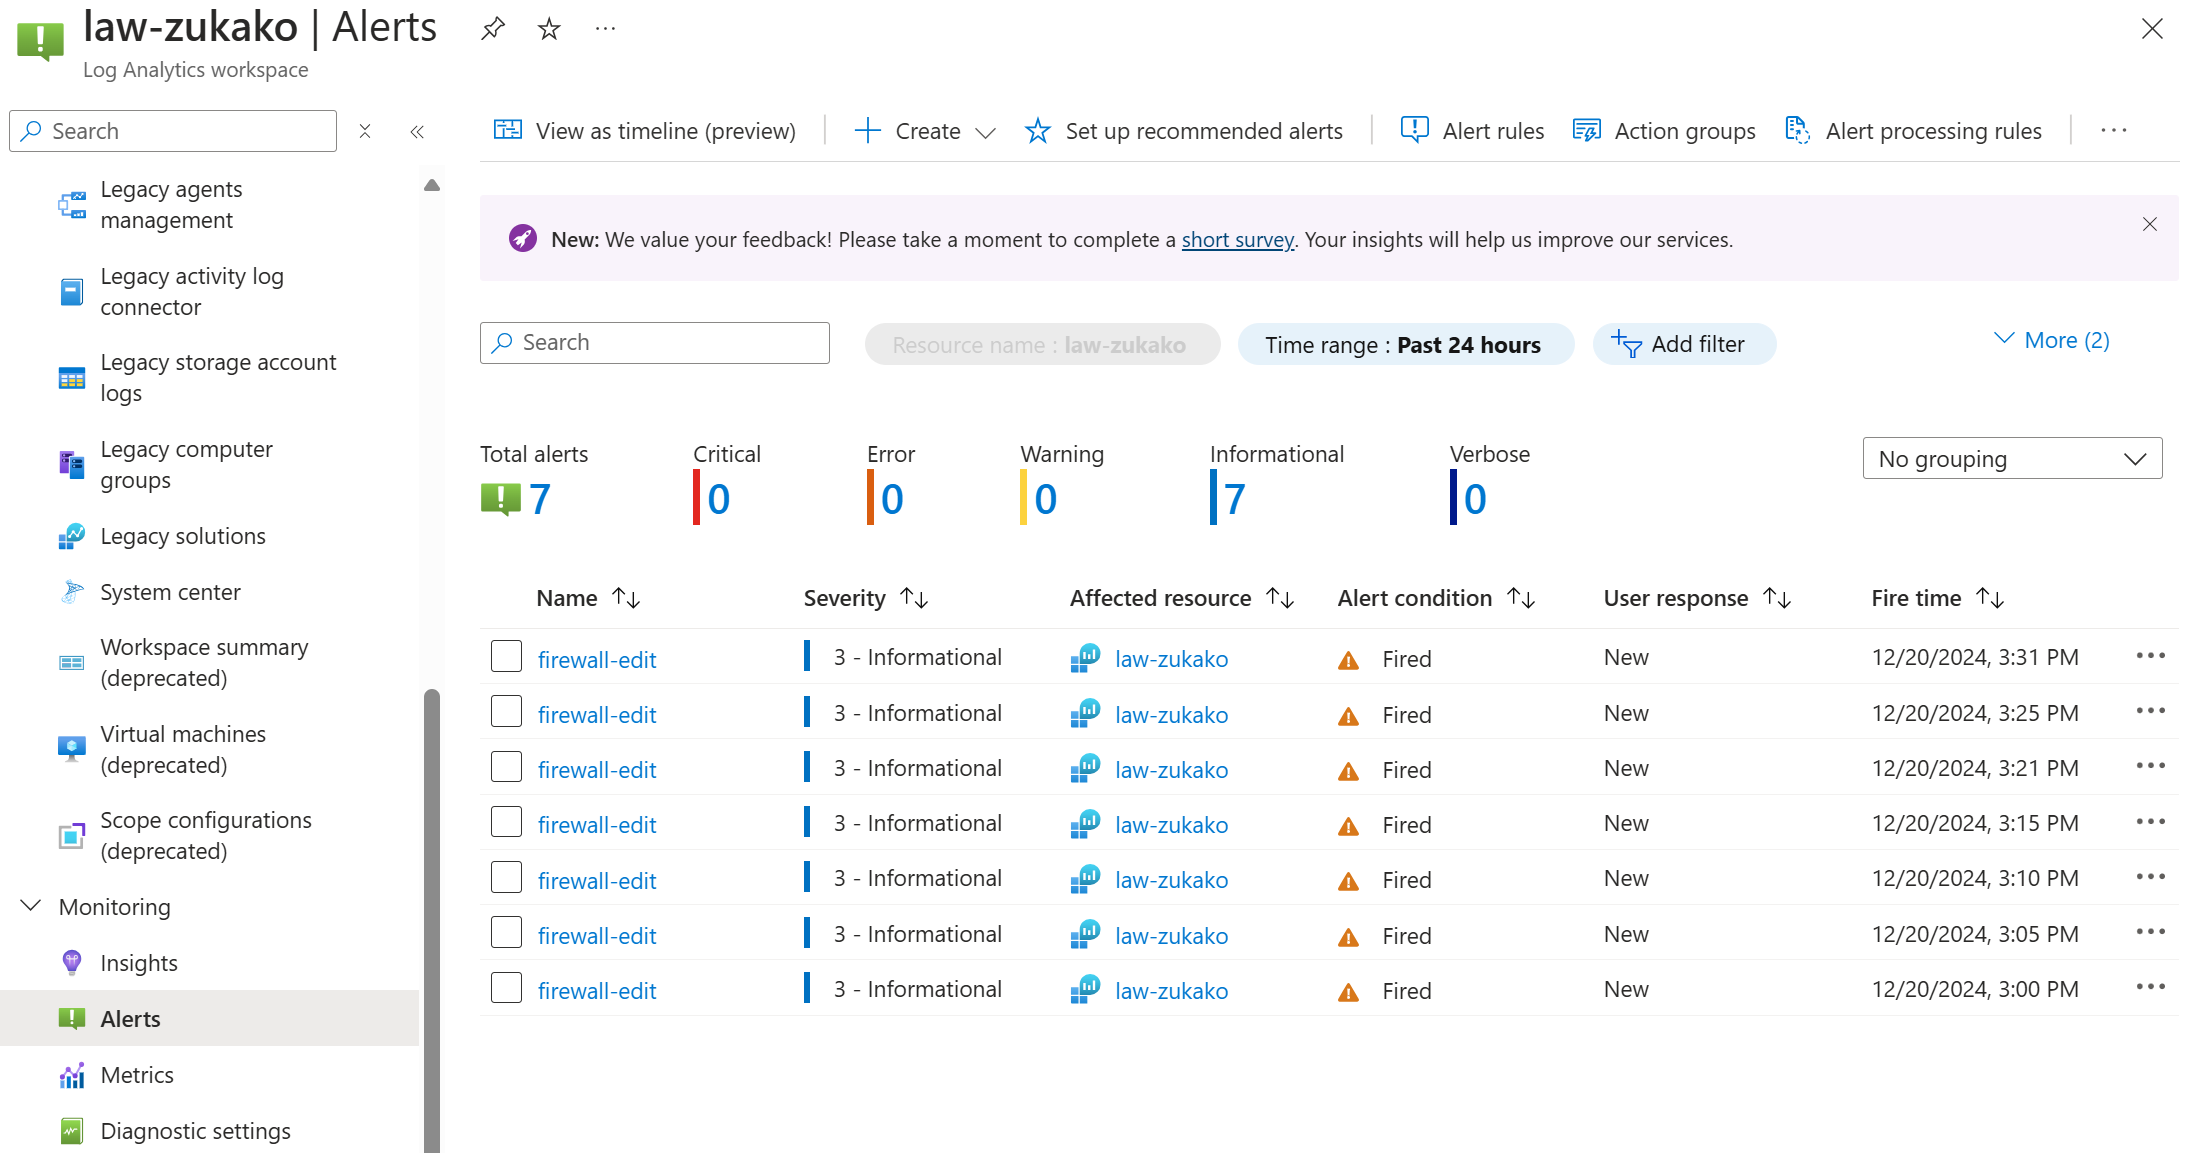 law-zukako | Alerts
Log Analytics workspace
Search
Legacy agents
management
Legacy activity log
connector
Legacy storage account
logs
Legacy computer
groups
Legacy solutions
System center
Workspace summary
(deprecated)
Virtual machines
(deprecated)
Scope configurations
(deprecated)
Monitoring
Insights
Alerts
Metrics
Diagnostic settings
View as timeline (preview) Create Set up recommended alerts Alert rules Action groups Alert processing rules
New: We value your feedback! Please take a moment to complete a short survey. Your insights will help us improve our services.
Search Resource name : law-zukako Time range : Past 24 hours Add filter More (2)
Total alerts Critical Error Warning Informational Verbose
7 0 0 0 7 0
No grouping
Name Severity Affected resource Alert condition User response Fire time
firewall-edit 3 - Informational law-zukako Fired New 12/20/2024, 3:31 PM
firewall-edit 3 - Informational law-zukako Fired New 12/20/2024, 3:25 PM
firewall-edit 3 - Informational law-zukako Fired New 12/20/2024, 3:21 PM
firewall-edit 3 - Informational law-zukako Fired New 12/20/2024, 3:15 PM
firewall-edit 3 - Informational law-zukako Fired New 12/20/2024, 3:10 PM
firewall-edit 3 - Informational law-zukako Fired New 12/20/2024, 3:05 PM
firewall-edit 3 - Informational law-zukako Fired New 12/20/2024, 3:00 PM